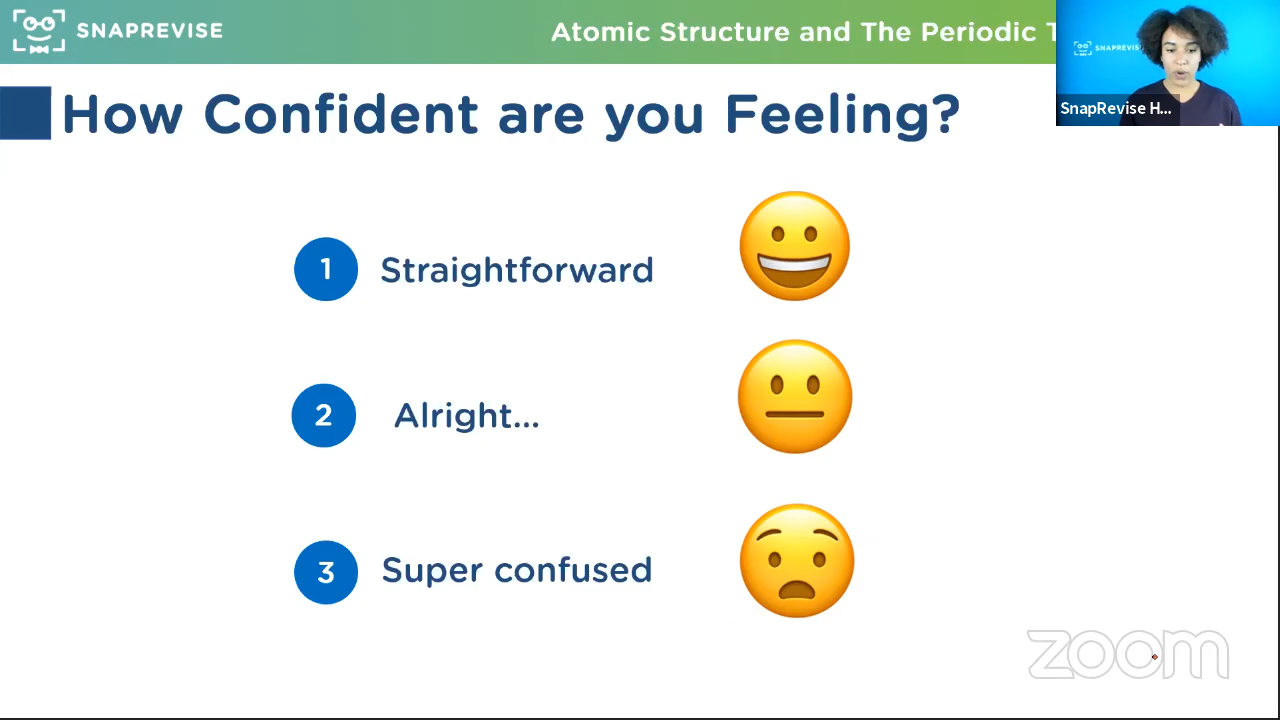 SNAPREVISE
Atomic Structure and The Periodic T
SNAPREVISE
SnapRevise H...
How Confident are you Feeling?
1 Straightforward
2 Alright...
3 Super confused
zoom